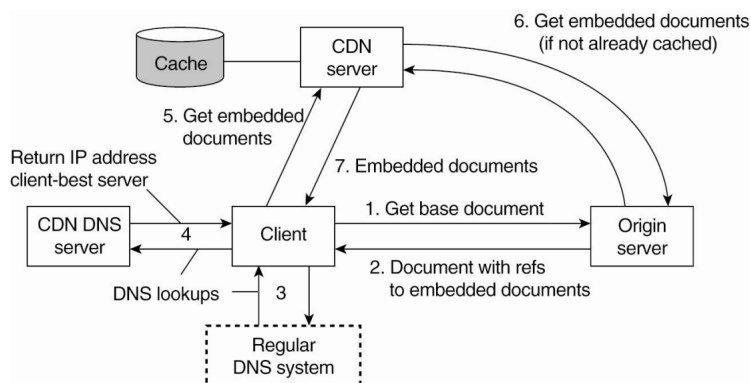 6. Get embedded documents
(if not already cached)
CDN
server
Cache
5. Get embedded
documents
Return IP address
client-best server
7. Embedded documents
1. Get base document
CDN DNS
server
4
Client
Origin
server
2. Document with refs
to embedded documents
DNS lookups
3
Regular
DNS system